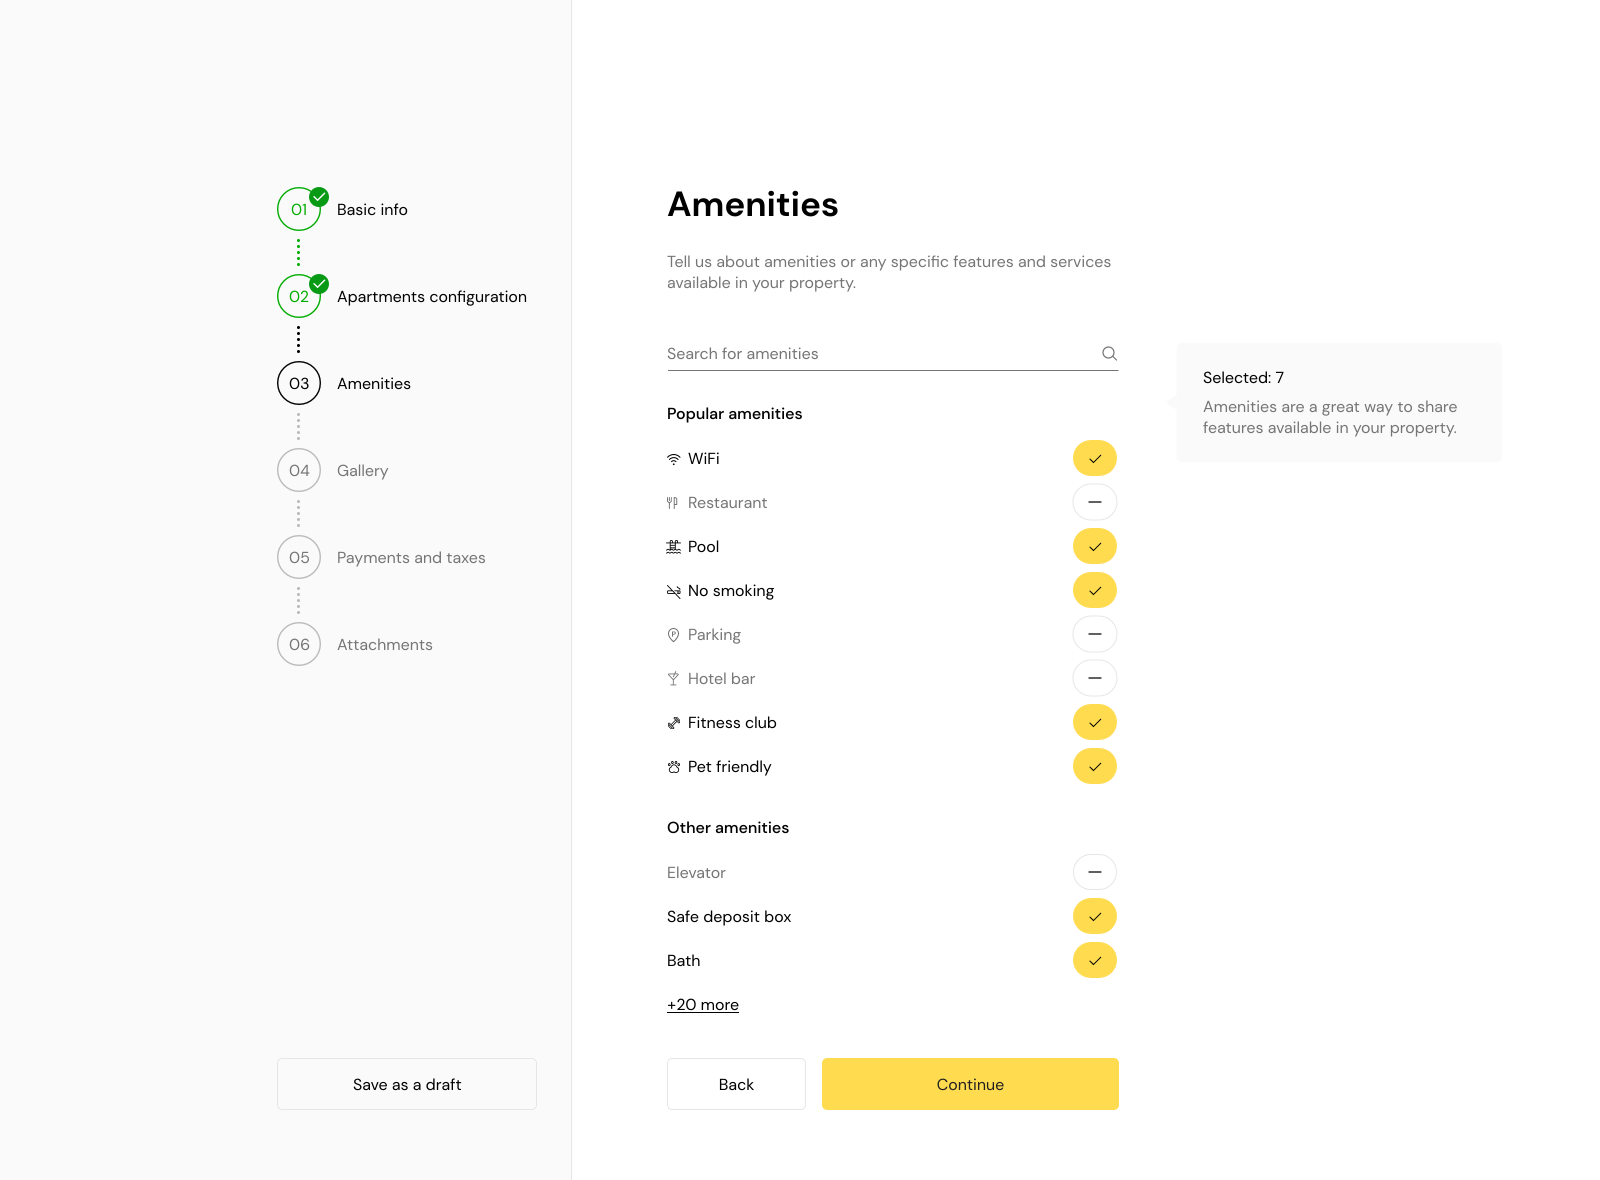 01
Basic info
02
Apartments configuration
03
Amenities
04
Gallery
05
Payments and taxes
06
Attachments
Save as a draft
Amenities
Tell us about amenities or any specific features and services
available in your property.
Search for amenities
Popular amenities
WiFi
Restaurant
Pool
No smoking
Parking
Hotel bar
Fitness club
Pet friendly
Other amenities
Elevator
Safe deposit box
Bath
+20 more
Back
Continue
Selected: 7
Amenities are a great way to share
features available in your property.